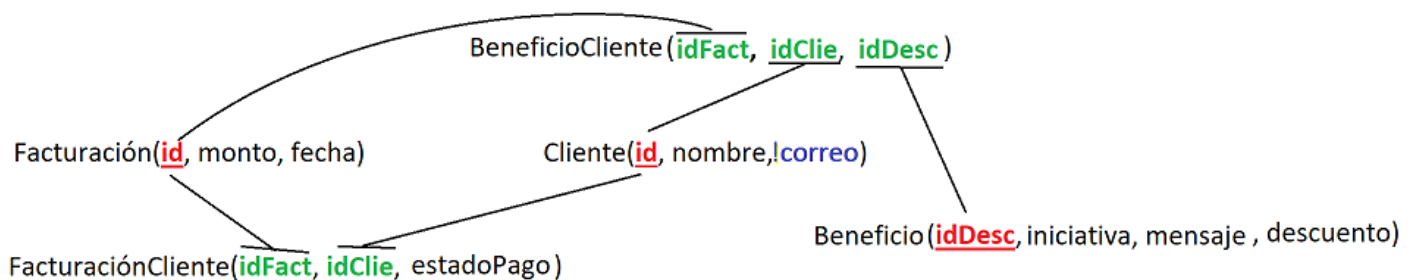 BeneficioCliente(idFact, idClie, idDesc)
Facturación(id, monto, fecha)
Cliente(id, nombre,!correo)
Beneficio(idDesc, iniciativa, mensaje , descuento)
FacturaciónCliente(idFact, idClie, estadoPago)